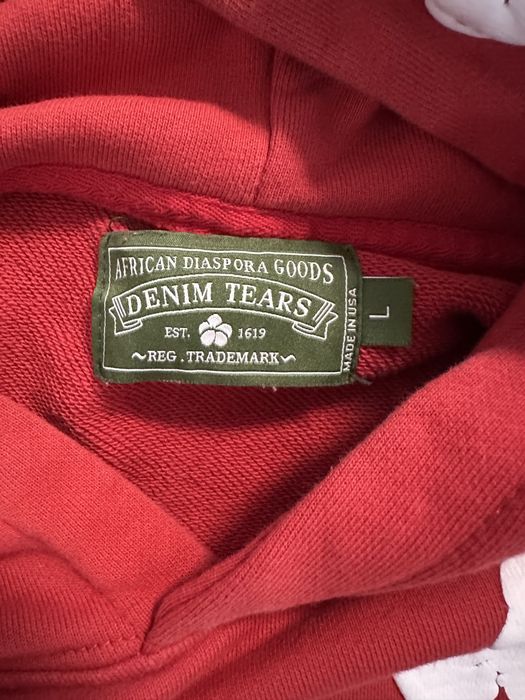 AFRICAN DIASPORA GOODS
DENIM TEARS
EST. 1619
~REG. TRADEMARK~
MADE IN USA
L